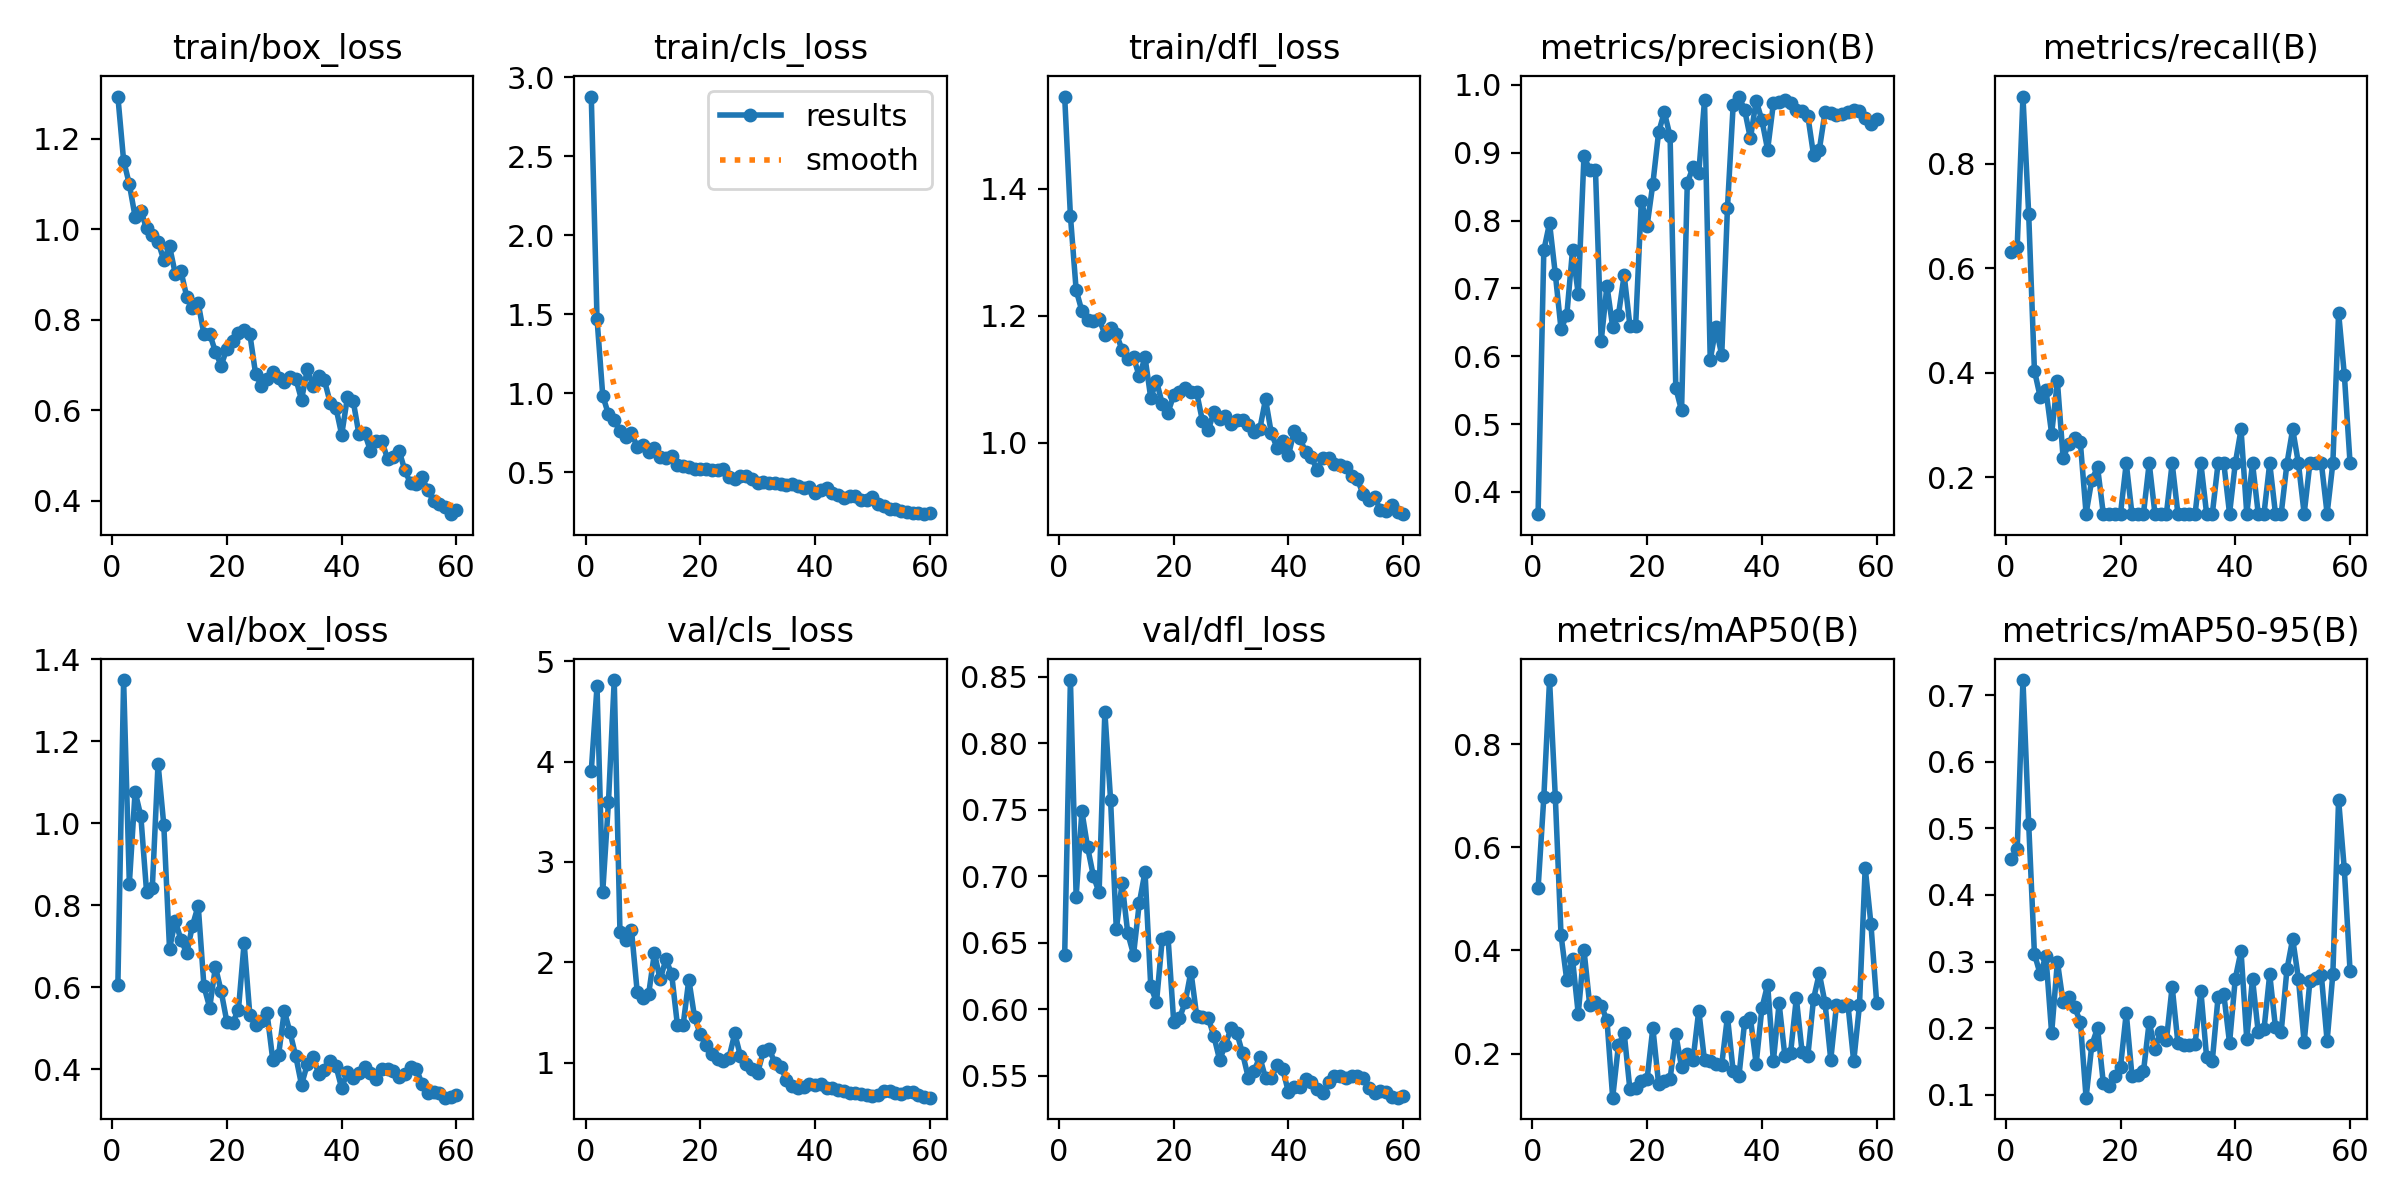 train/box_loss
train/cls_loss
train/dfl_loss
metrics/precision(B)
metrics/recall(B)
1.2
1.0
0.8
0.6
0.4
0 20 40 60
3.0
2.5
2.0
1.5
1.0
0.5
0 20 40 60
results
smooth
1.4
1.2
1.0
0 20 40 60
1.0
0.9
0.8
0.7
0.6
0.5
0.4
0 20 40 60
0.8
0.6
0.4
0.2
0 20 40 60
val/box_loss
val/cls_loss
val/dfl_loss
metrics/mAP50(B)
metrics/mAP50-95(B)
1.4
1.2
1.0
0.8
0.6
0.4
0 20 40 60
5
4
3
2
1
0 20 40 60
0.85
0.80
0.75
0.70
0.65
0.60
0.55
0 20 40 60
0.8
0.6
0.4
0.2
0 20 40 60
0.7
0.6
0.5
0.4
0.3
0.2
0.1
0 20 40 60